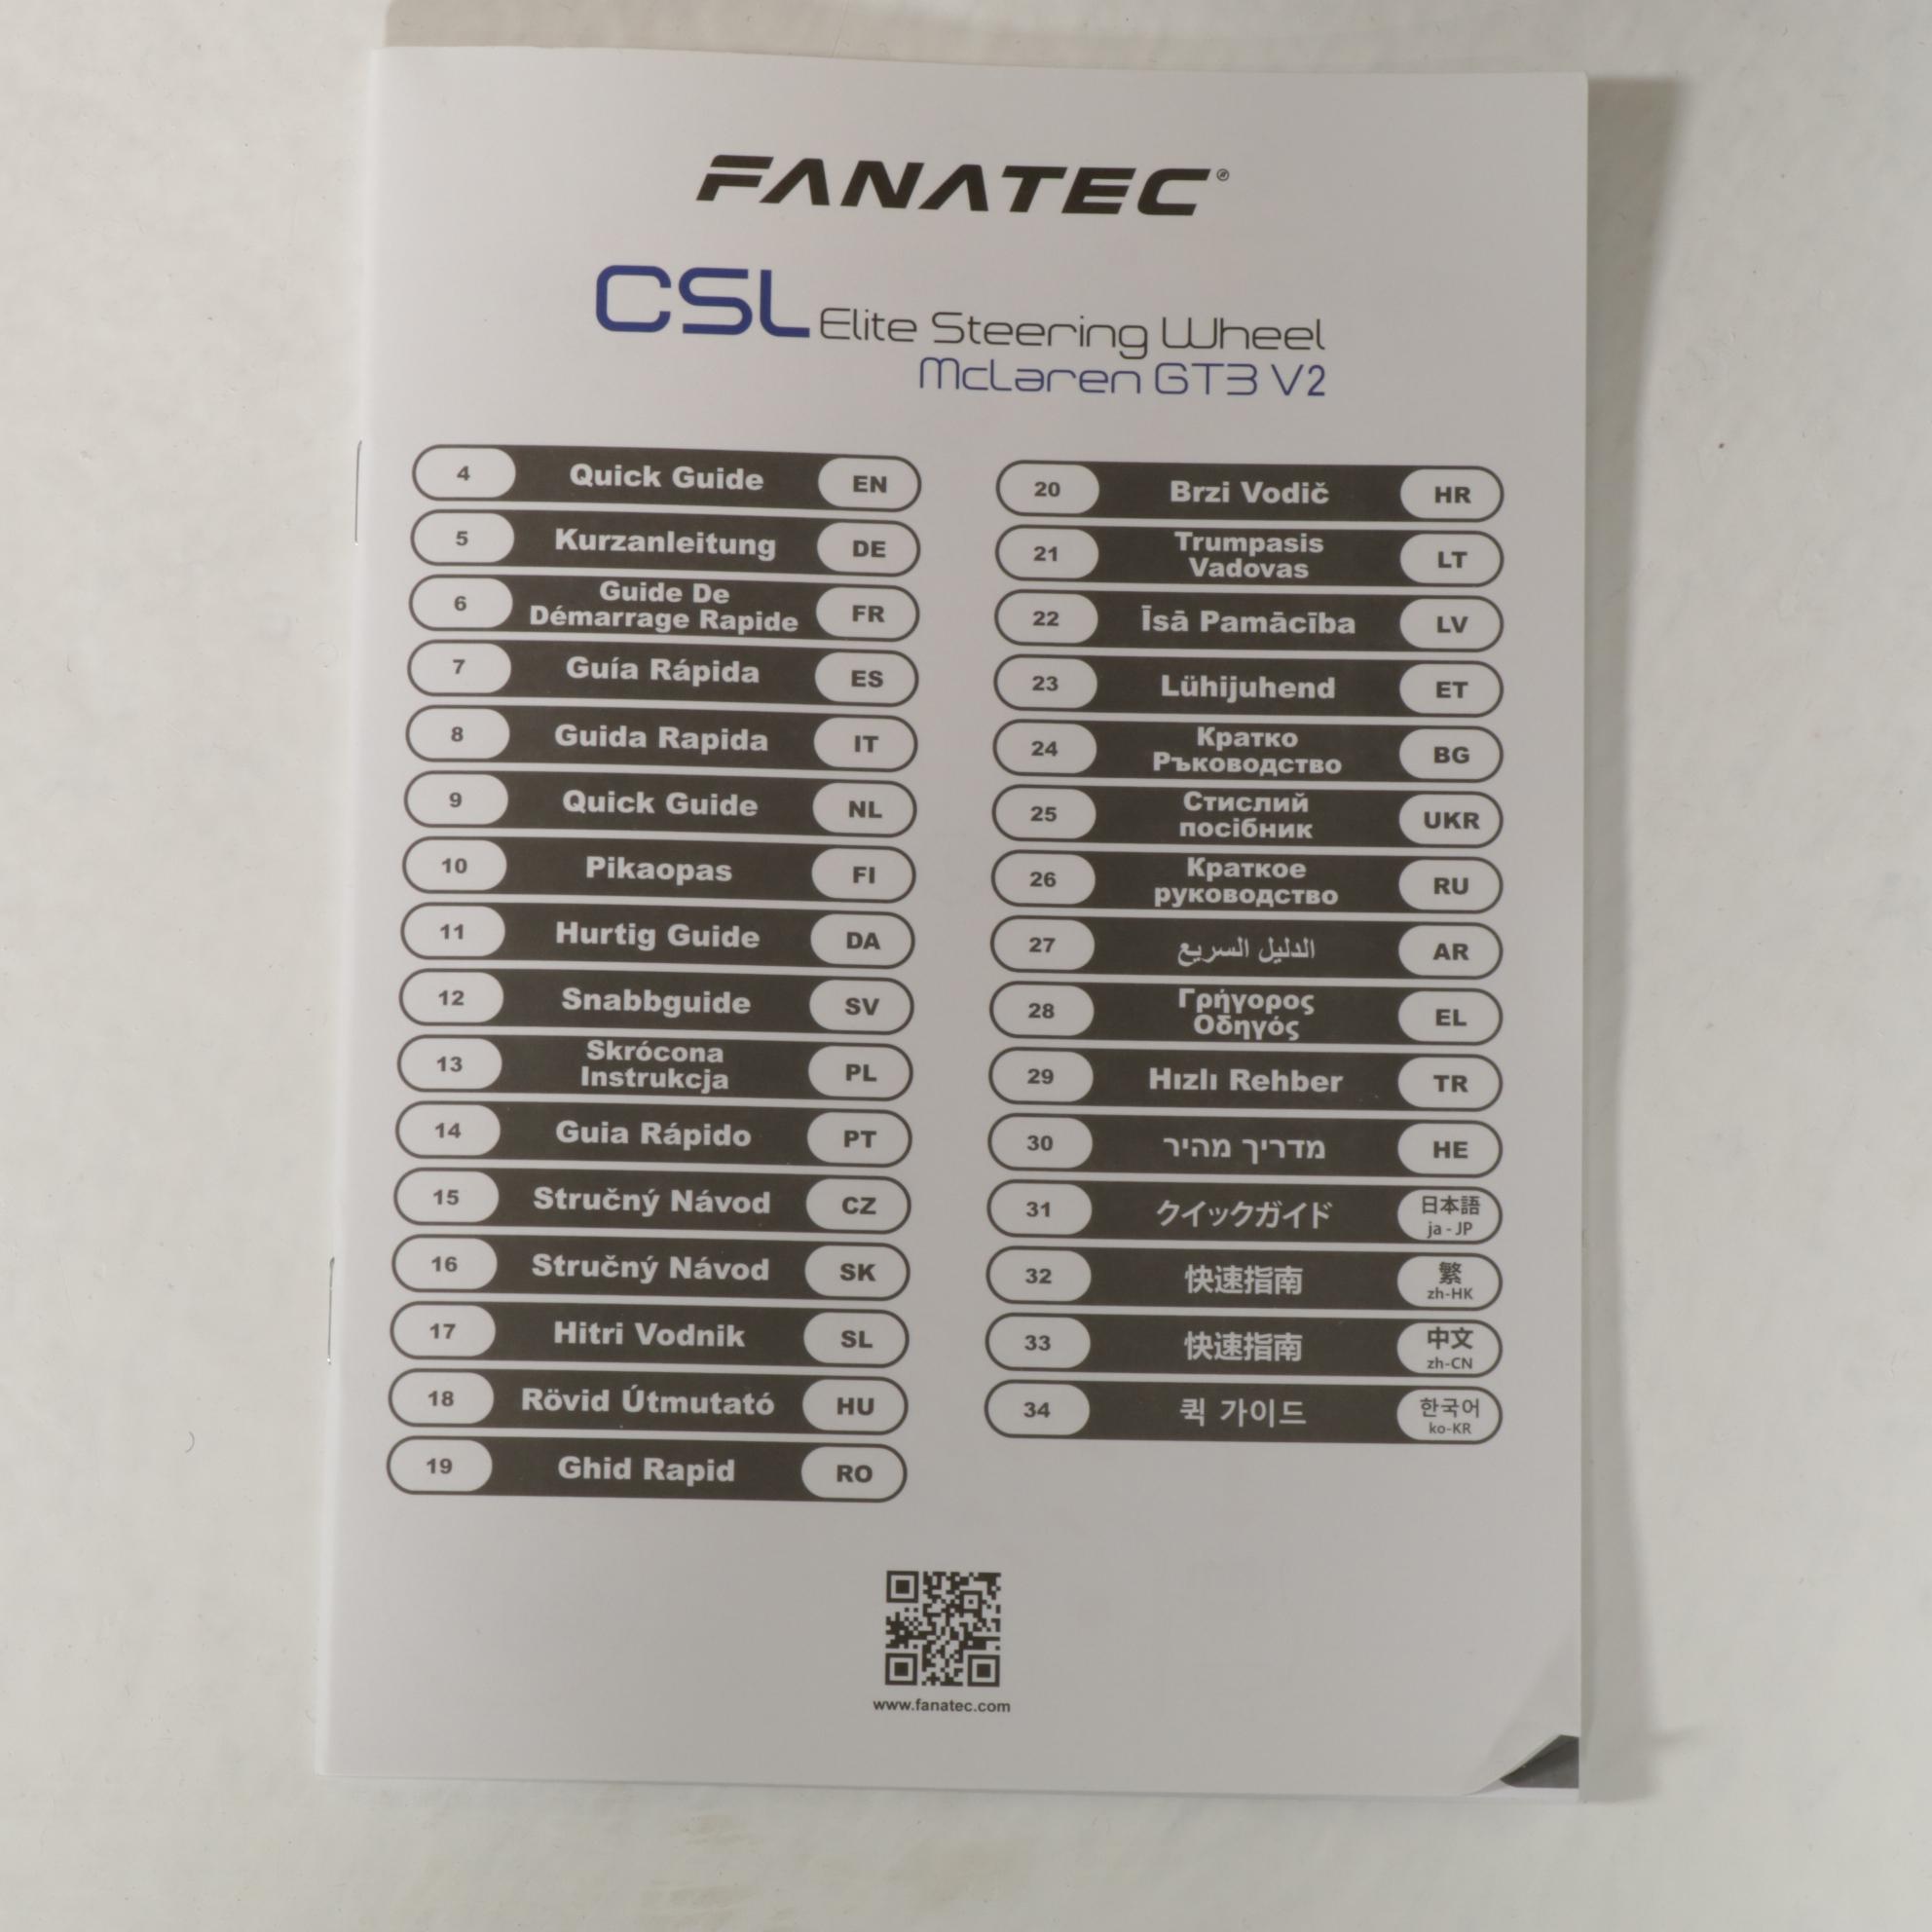 FANATEC®
CSL Elite Steering Wheel
McLaren GT3 V2
4 Quick Guide EN
5 Kurzanleitung DE
6 Guide De
Démarrage Rapide FR
7 Guía Rápida ES
8 Guida Rapida IT
9 Quick Guide NL
10 Pikaopas FI
11 Hurtig Guide DA
12 Snabbguide SV
13 Skrócona
Instrukcja PL
14 Guia Rápido PT
15 Stručný Návod CZ
16 Stručný Návod SK
17 Hitri Vodnik SL
18 Rövid Útmutató HU
19 Ghid Rapid RO
20 Brzi Vodič HR
21 Trumpasis
Vadovas LT
22 Īsā Pamācība LV
23 Lühijuhend ET
24 Кратко
Ръководство BG
25 Стислий
посібник UKR
26 Краткое
руководство RU
27 الدليل السريع AR
28 Γρήγορος
Οδηγός EL
29 Hızlı Rehber TR
30 מדריך מהיר HE
31 クイックガイド 日本語
ja - JP
32 快速指南 繁
zh-HK
33 快速指南 中文
zh-CN
34 퀵 가이드 한국어
ko-KR
www.fanatec.com